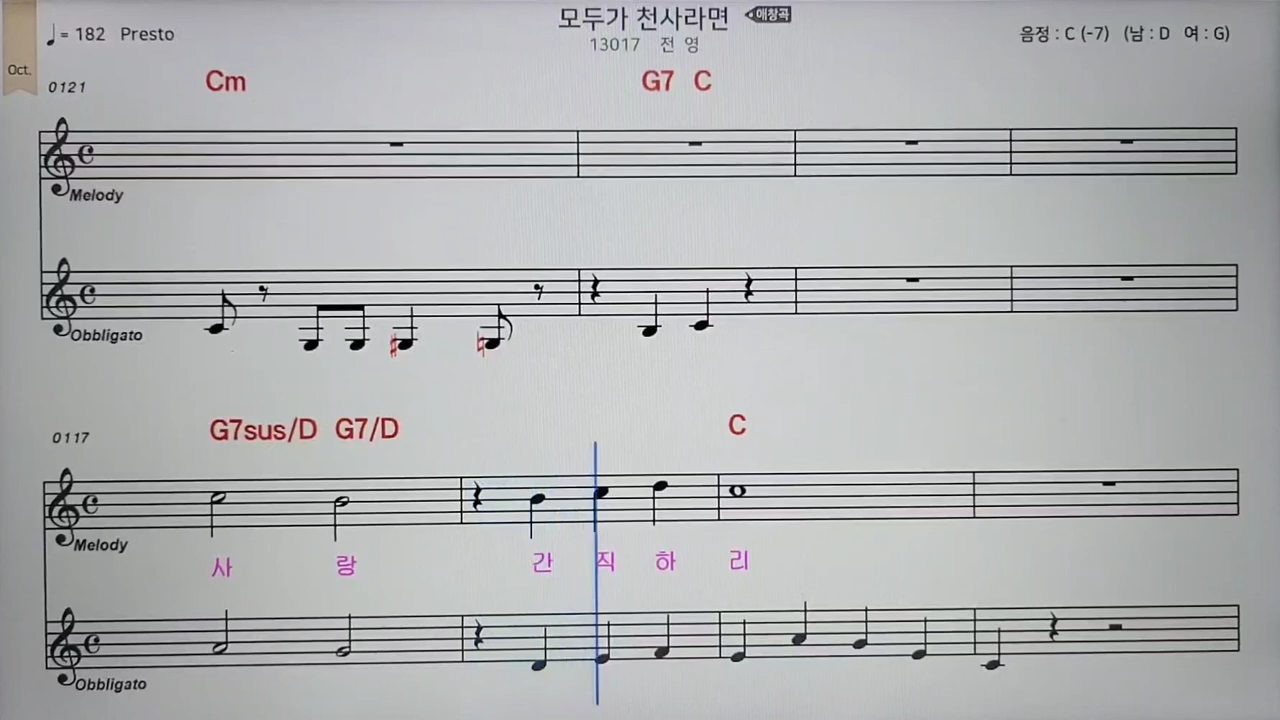 모두가 천사라면 애창곡
♩= 182 Presto
13017 전 영
음정 : C (-7) (남 : D 여 : G)
Oct.
0121
Cm G7 C
Melody
Obbligato
0117
G7sus/D G7/D C
Melody
사 랑 간 직 하 리
Obbligato